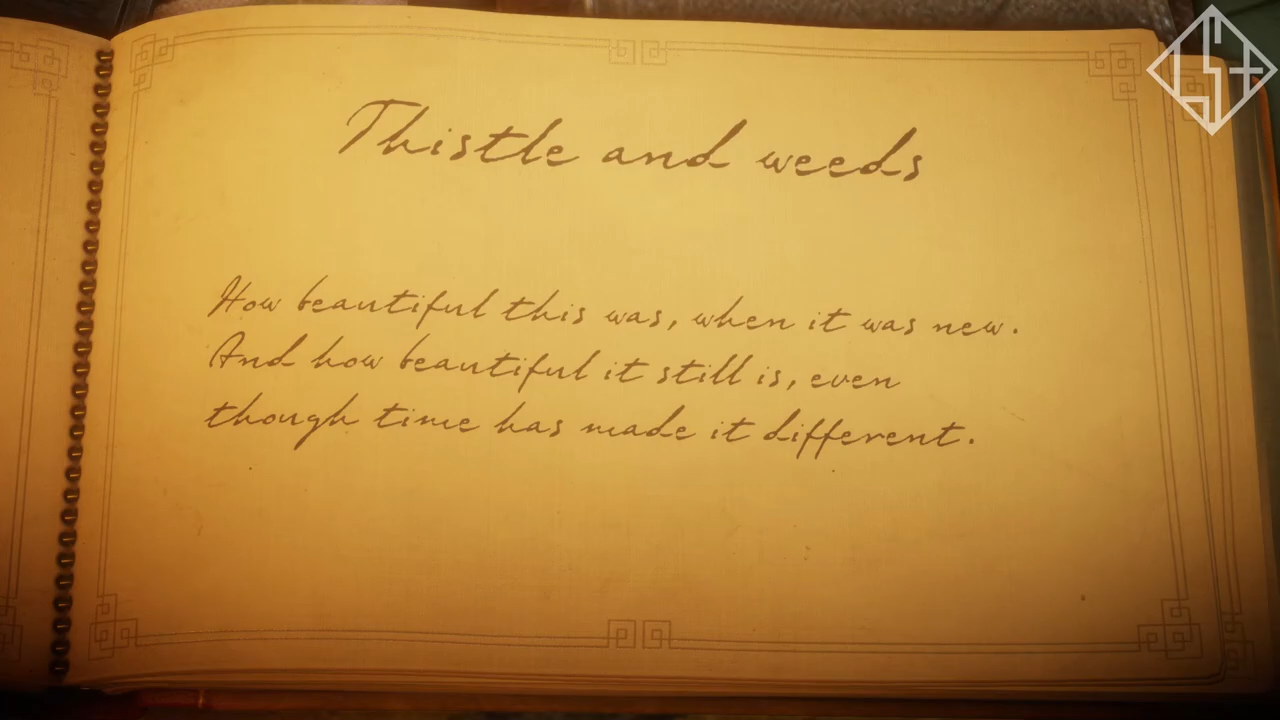 Thistle and weeds
How beautiful this was, when it was new.
And how beautiful it still is, even
though time has made it different.